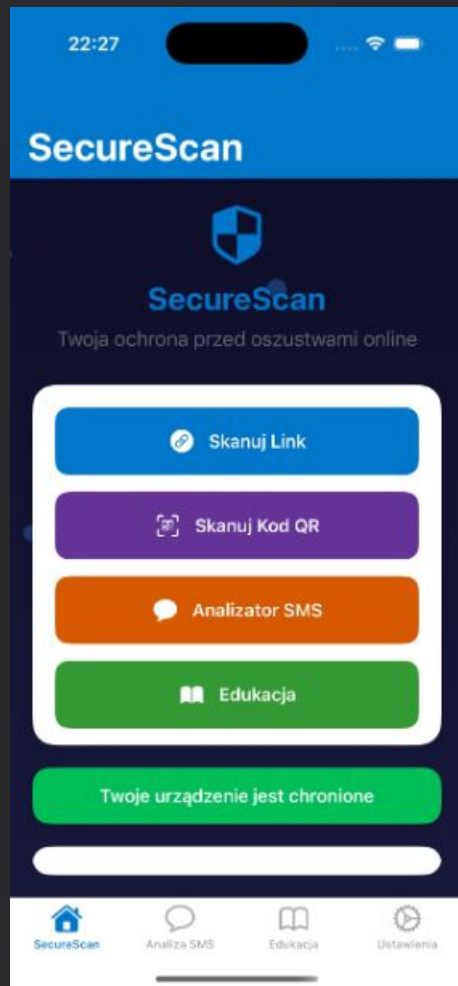 22:27
SecureScan
SecureScan
Twoja ochrona przed oszustwami online
Skanuj Link
Skanuj Kod QR
Analizator SMS
Edukacja
Twoje urządzenie jest chronione
SecureScan
Analiza SMS
Edukacja
Ustawienia